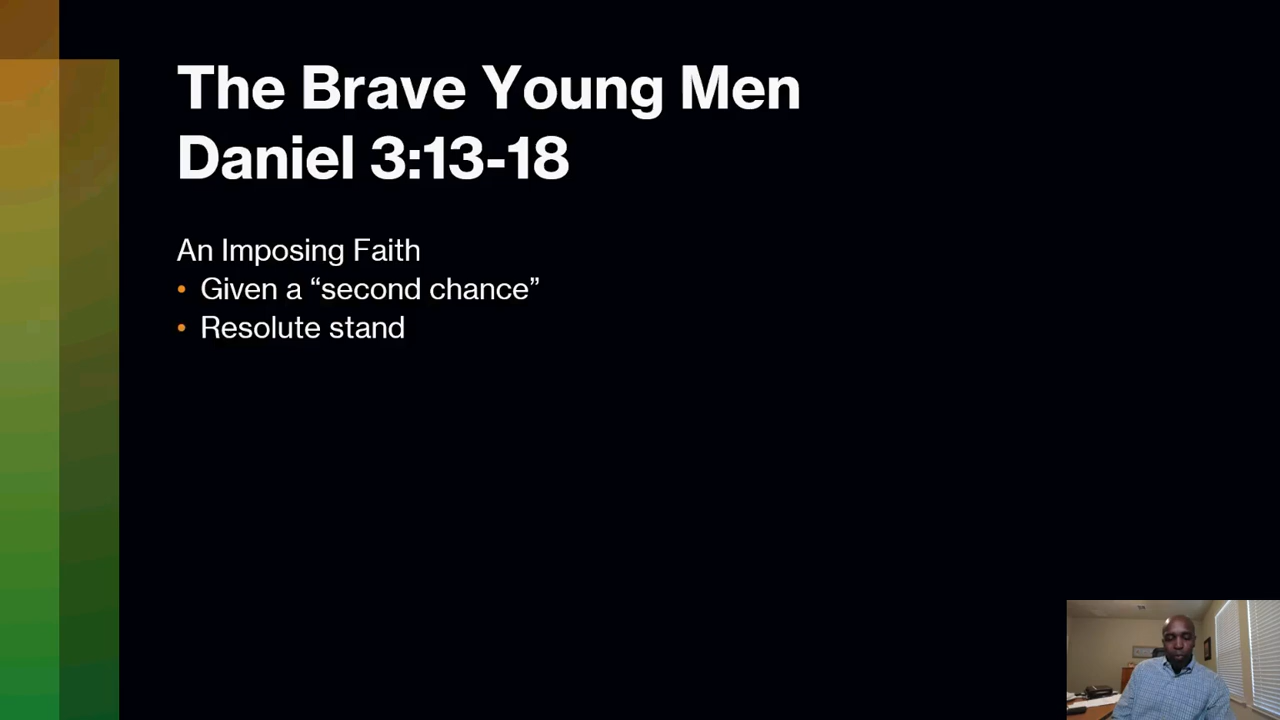 The Brave Young Men
Daniel 3:13-18
An Imposing Faith
• Given a “second chance”
• Resolute stand